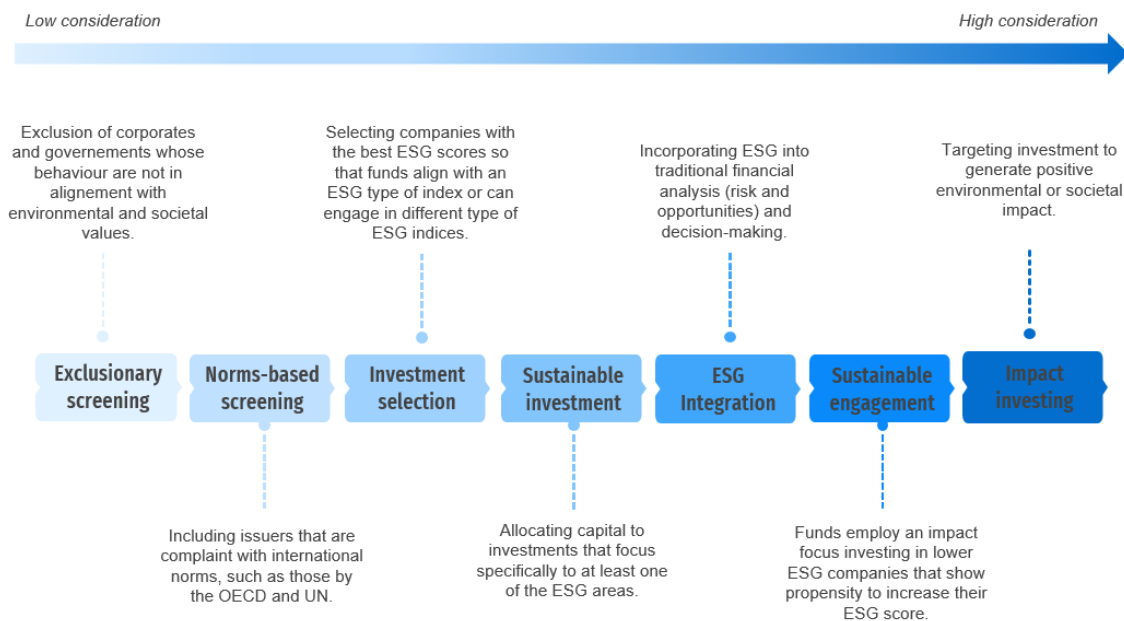 Low consideration
High consideration
Exclusion of corporates
and governements whose
behaviour are not in
alignement with
environmental and societal
values.
Selecting companies with
the best ESG scores so
that funds align with an
ESG type of index or can
engage in different type of
ESG indices.
Incorporating ESG into
traditional financial
analysis (risk and
opportunities) and
decision-making.
Targeting investment to
generate positive
environmental or societal
impact.
Exclusionary
screening
Norms-based
screening
Investment
selection
Sustainable
investment
ESG
Integration
Sustainable
engagement
Impact
investing
Including issuers that are
complaint with international
norms, such as those by
the OECD and UN.
Allocating capital to
investments that focus
specifically to at least one
of the ESG areas.
Funds employ an impact
focus investing in lower
ESG companies that show
propensity to increase their
ESG score.